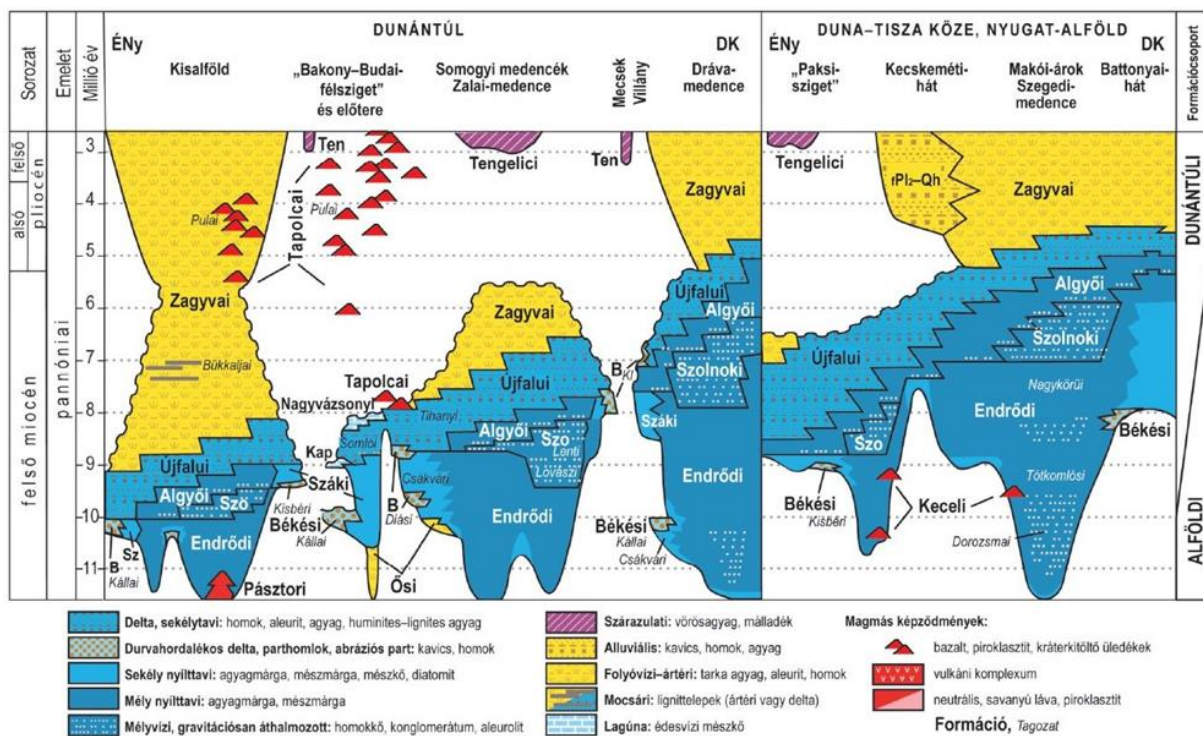 Sorozat
Emelet
Millió év
Formációcsoport
DUNÁNTÚL
ÉNy
DK
Kisalföld
„Bakony–Budai-
félsziget"
és előtere
Somogyi medencék
Zalai-medence
Mecsek
Villány
Dráva-
medence
DUNA–TISZA KÖZE, NYUGAT-ALFÖLD
ÉNy
DK
„Paksi-
sziget"
Kecskeméti-
hát
Makói-árok
Szegedi-
medence
Battonyai-
hát
felső
alsó
pliocén
felső miocén
pannóniai
3
4
5
6
7
8
9
10
11
DUNÁNTÚLI
ALFÖLDI
Pulai
Zagyvai
Bükkaljai
Újfalui
Algyői
Szö
Endrődi
Sz
B
Kállai
Pásztori
Kisbéri
Ten
Tapolcai
Pulai
Tapolcai
Nagyvázsonyi
Kap
Somlói
Száki
Békési
Kállai
Ősi
B
Diási
Csákvári
Tihanyi
Tengelici
Zagyvai
Újfalui
Algyői
Szo
Lenti
Lovászi
Endrődi
Ten
B
Zagyvai
Újfalui
Algyői
Szolnoki
Száki
Endrődi
Békési
Kállai
Csákvári
Tengelici
fPl₂–Qh
Zagyvai
Újfalui
Algyői
Szolnoki
Szo
Nagykörüi
Endrődi
Békési
Békési
Kisbéri
Keceli
Tótkomlósi
Dorozsmai
Delta, sekélytavi: homok, aleurit, agyag, huminites–lignites agyag
Durvahordalékos delta, parthomlok, abráziós part: kavics, homok
Sekély nyílttavi: agyagmárga, mészmárga, mészkő, diatomit
Mély nyílttavi: agyagmárga, mészmárga
Mélyvízi, gravitációsan áthalmozott: homokkő, konglomerátum, aleurolit
Szárazulati: vörösagyag, málladék
Alluviális: kavics, homok, agyag
Folyóvízi–ártéri: tarka agyag, aleurit, homok
Mocsári: lignittelepek (ártéri vagy delta)
Lagúna: édesvízi mészkő
Magmás képződmények:
bazalt, piroklasztit, kráterkitöltő üledékek
vulkáni komplexum
neutrális, savanyú láva, piroklasztit
Formáció, Tagozat